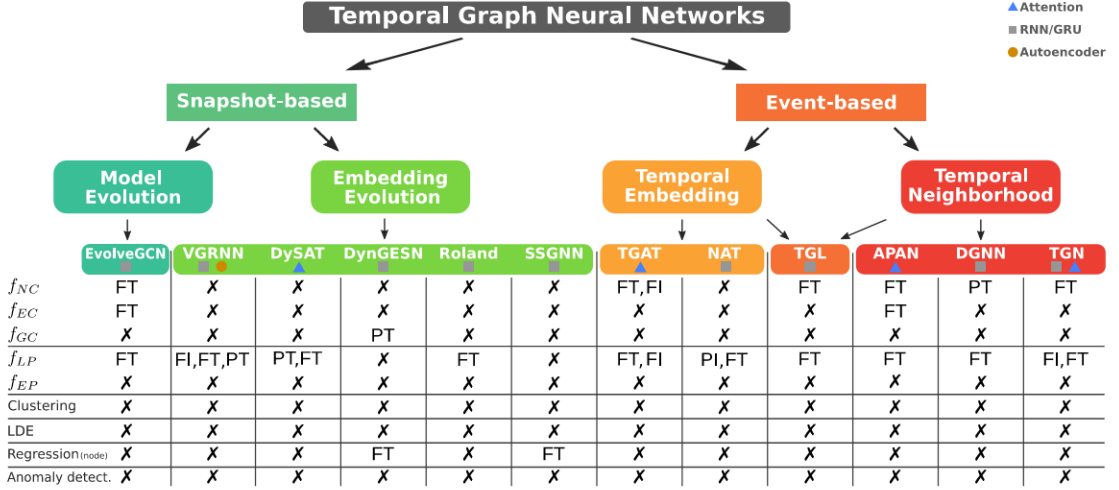 Temporal Graph Neural Networks
Attention
RNN/GRU
Autoencoder
Snapshot-based
Event-based
Model
Evolution
Embedding
Evolution
Temporal
Embedding
Temporal
Neighborhood
EvolveGCN VGRNN DySAT DynGESN Roland SSGNN TGAT NAT TGL APAN DGNN TGN
f_NC FT ✗ ✗ ✗ ✗ ✗ FT,FI ✗ FT FT PT FT
f_EC FT ✗ ✗ ✗ ✗ ✗ ✗ ✗ ✗ FT ✗ ✗
f_GC ✗ ✗ ✗ PT ✗ ✗ ✗ ✗ ✗ ✗ ✗ ✗
f_LP FT FI,FT,PT PT,FT ✗ FT ✗ FT,FI PI,FT FT FT FT FI,FT
f_EP ✗ ✗ ✗ ✗ ✗ ✗ ✗ ✗ ✗ ✗ ✗ ✗
Clustering ✗ ✗ ✗ ✗ ✗ ✗ ✗ ✗ ✗ ✗ ✗ ✗
LDE ✗ ✗ ✗ ✗ ✗ ✗ ✗ ✗ ✗ ✗ ✗ ✗
Regression(node) ✗ ✗ ✗ FT ✗ FT ✗ ✗ ✗ ✗ ✗ ✗
Anomaly detect. ✗ ✗ ✗ ✗ ✗ ✗ ✗ ✗ ✗ ✗ ✗ ✗